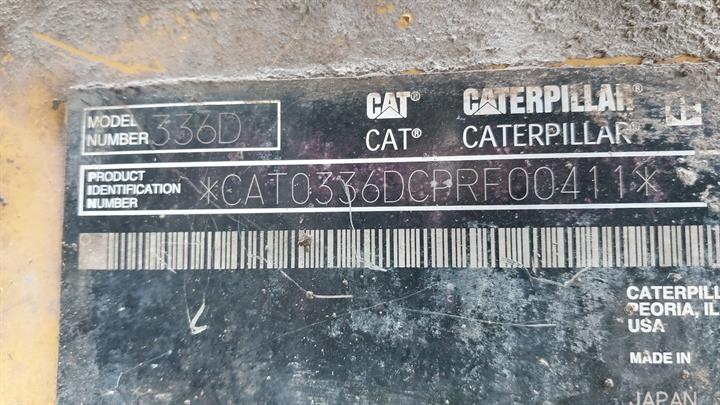 MODEL NUMBER 336D
CAT® CATERPILLAR®
CAT® CATERPILLAR
PRODUCT IDENTIFICATION NUMBER *CAT0336DCPRF00411*
CATERPILL
PEORIA, IL
USA
MADE IN
JAPAN